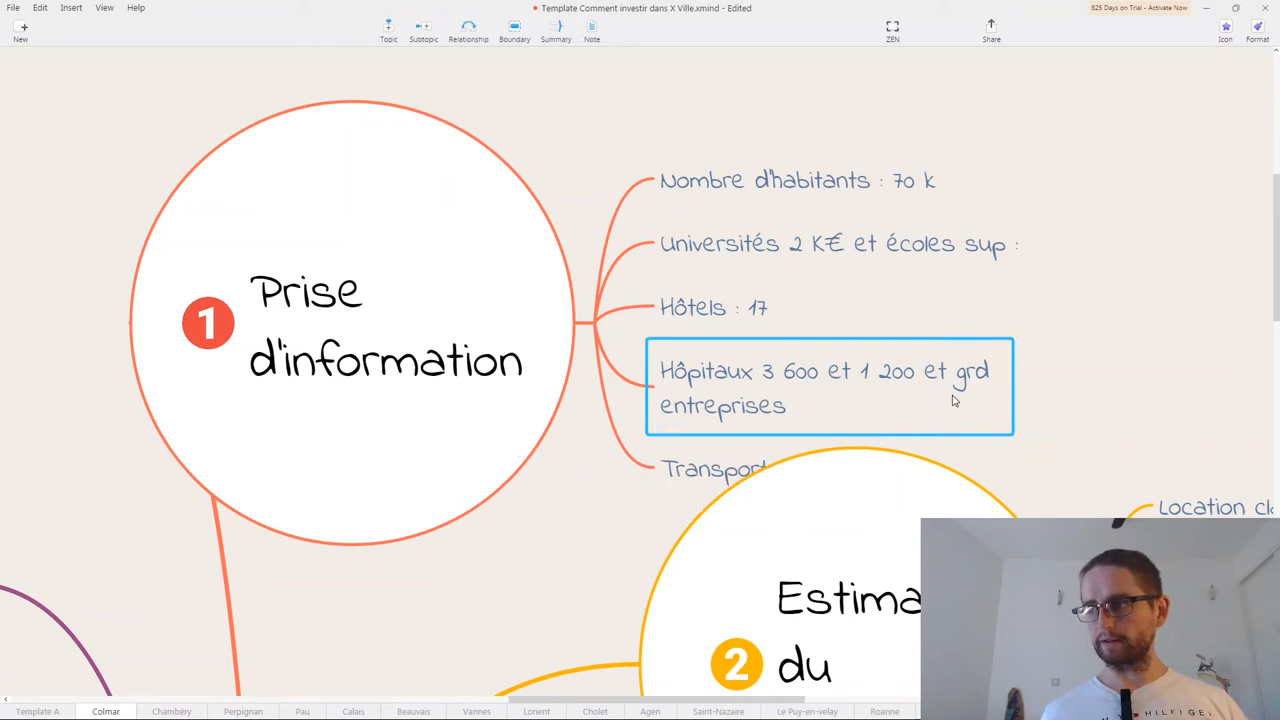 File Edit Insert View Help
Template Comment investir dans X Ville.xmind - Edited
625 Days on Trial - Activate Now
New
Topic Subtopic Relationship Boundary Summary Note
ZEN
Share
Icon Format
1
Prise
d'information
Nombre d'habitants : 70 k
Universités 2 K€ et écoles sup :
Hôtels : 17
Hôpitaux 3 600 et 1 200 et grd
entreprises
Transport
Location cl
2
Estima
du
HILFIGER
Template A Colmar Chambéry Perpignan Pau Calais Beauvais Vannes Lorient Cholet Agen Saint-Nazaire Le Puy-en-velay Roanne